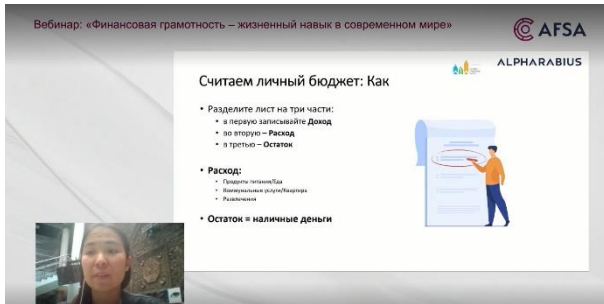 Вебинар: «Финансовая грамотность – жизненный навык в современном мире»
AFSA
ALPHARABIUS
Считаем личный бюджет: Как
• Разделите лист на три части:
• в первую записывайте Доход
• во вторую – Расход
• в третью – Остаток
• Расход:
• Продукты питания/Еда
• Коммунальные услуги/Квартира
• Развлечения
• Остаток = наличные деньги